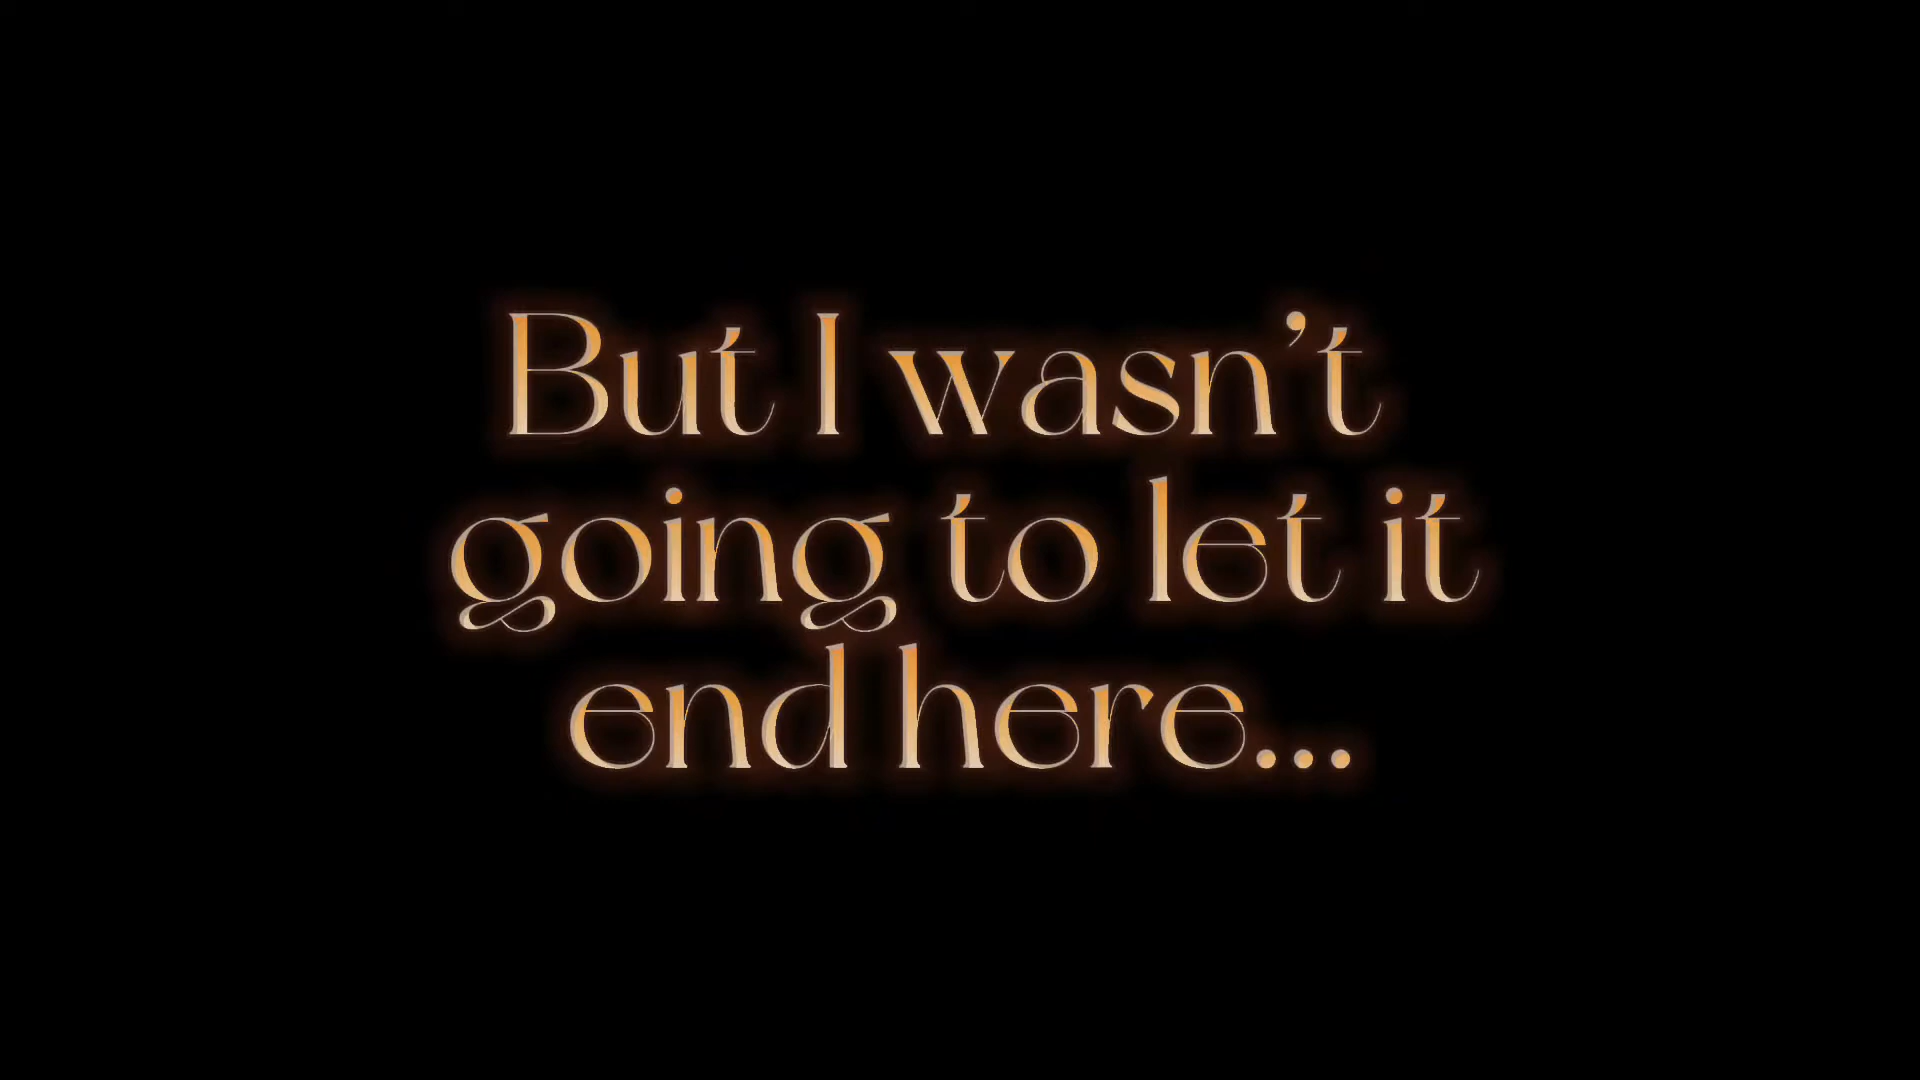 But I wasn’t
going to let it
end here...